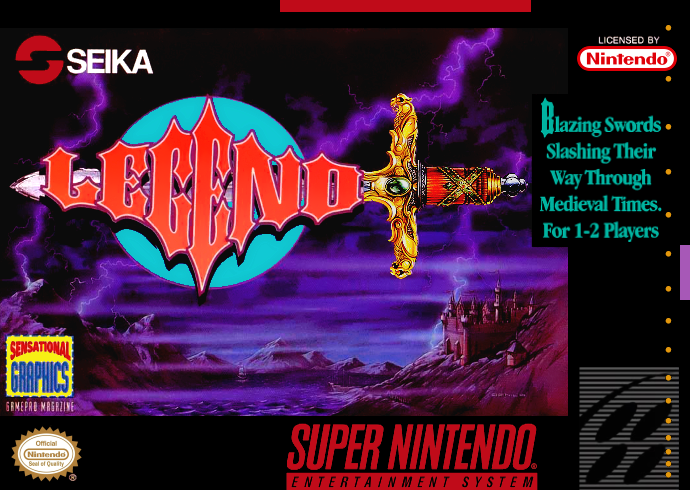 SEIKA
LICENSED BY
Nintendo
LEGEND
Blazing Swords
Slashing Their
Way Through
Medieval Times.
For 1-2 Players
SENSATIONAL
GRAPHICS
GAMEPRO MAGAZINE
Official
Nintendo
Seal of Quality
SUPER NINTENDO
ENTERTAINMENT SYSTEM